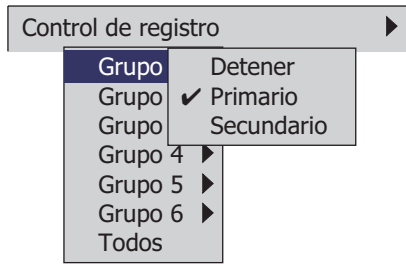 Control de registro
Grupo
Detener
Grupo
✔ Primario
Grupo
Secundario
Grupo 4
Grupo 5
Grupo 6
Todos